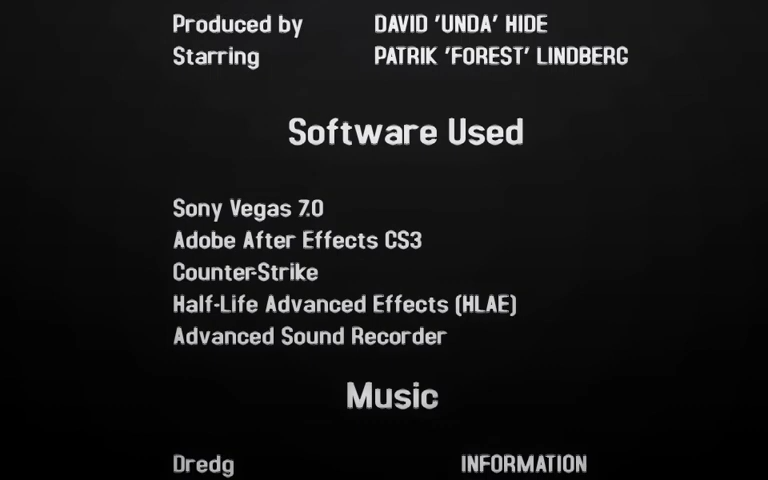 Produced by DAVID 'UNDA' HIDE
Starring PATRIK 'FOREST' LINDBERG
Software Used
Sony Vegas 7.0
Adobe After Effects CS3
Counter-Strike
Half-Life Advanced Effects (HLAE)
Advanced Sound Recorder
Music
Dredg INFORMATION